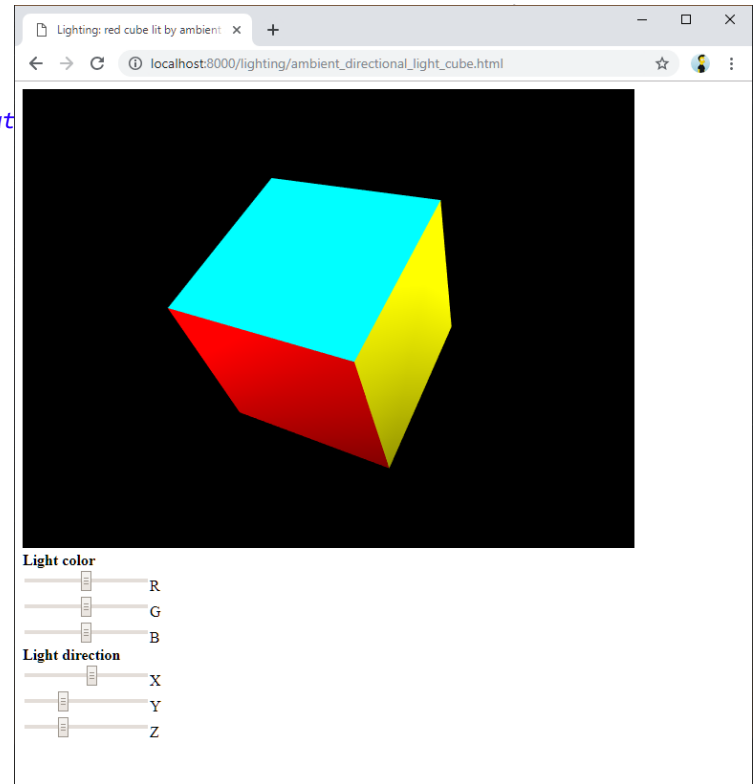 Lighting: red cube lit by ambient
localhost:8000/lighting/ambient_directional_light_cube.html
Light color
R
G
B
Light direction
X
Y
Z